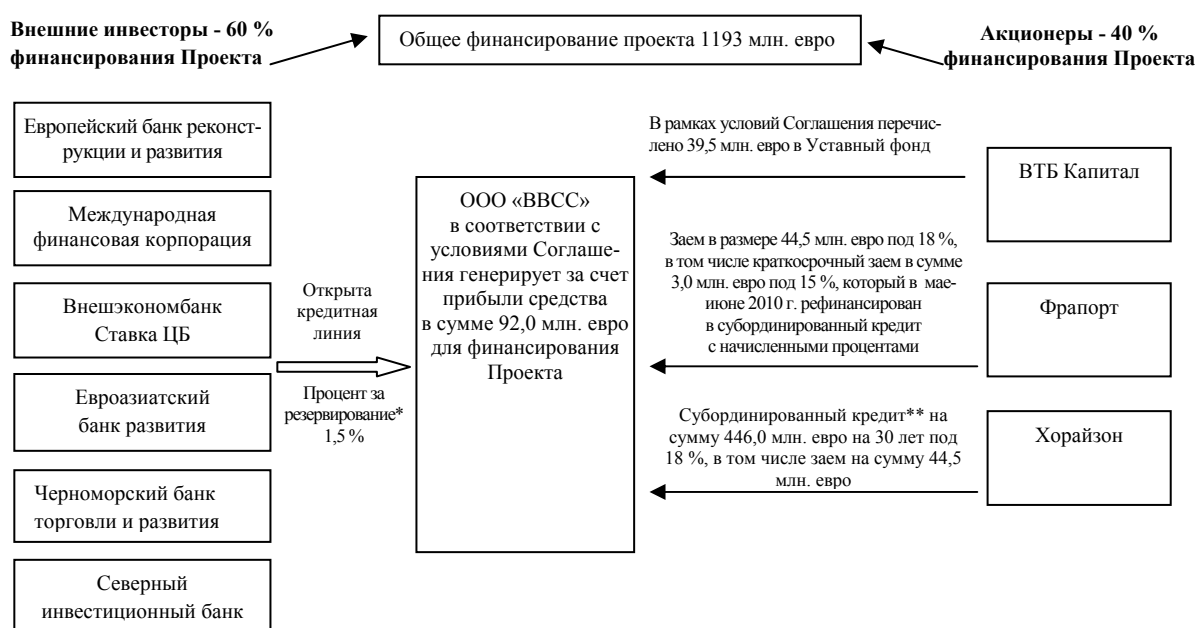 Внешние инвесторы - 60 %
финансирования Проекта
Общее финансирование проекта 1193 млн. евро
Акционеры - 40 %
финансирования Проекта
Европейский банк реконст-
рукции и развития
Международная
финансовая корпорация
Внешэкономбанк
Ставка ЦБ
Евроазиатский
банк развития
Черноморский банк
торговли и развития
Северный
инвестиционный банк
Открыта
кредитная
линия
Процент за
резервирование*
1,5 %
ООО «ВВСС»
в соответствии с
условиями Соглаше-
ния генерирует за счет
прибыли средства
в сумме 92,0 млн. евро
для финансирования
Проекта
В рамках условий Соглашения перечис-
лено 39,5 млн. евро в Уставный фонд
Заем в размере 44,5 млн. евро под 18 %,
в том числе краткосрочный заем в сумме
3,0 млн. евро под 15 %, который в мае-
июне 2010 г. рефинансирован
в субординированный кредит
с начисленными процентами
Субординированный кредит** на
сумму 446,0 млн. евро на 30 лет под
18 %, в том числе заем на сумму 44,5
млн. евро
ВТБ Капитал
Фрапорт
Хорайзон